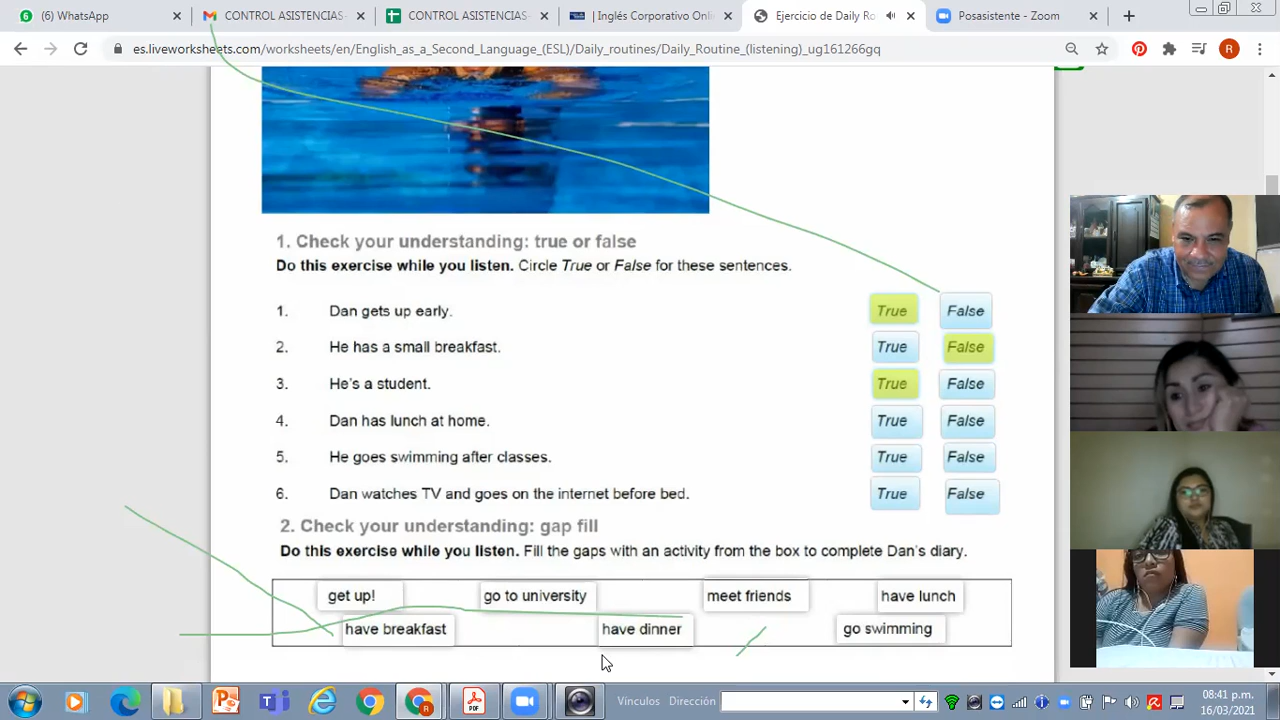 6 (6) WhatsApp × CONTROL ASISTENCIAS- × CONTROL ASISTENCIAS- × | Inglés Corporativo Onli × Ejercicio de Daily Ro × Posasistente - Zoom ×
es.liveworksheets.com/worksheets/en/English_as_a_Second_Language_(ESL)/Daily_routines/Daily_Routine_(listening)_ug161266gq R
1. Check your understanding: true or false
Do this exercise while you listen. Circle True or False for these sentences.
1. Dan gets up early. True False
2. He has a small breakfast. True False
3. He's a student. True False
4. Dan has lunch at home. True False
5. He goes swimming after classes. True False
6. Dan watches TV and goes on the internet before bed. True False
2. Check your understanding: gap fill
Do this exercise while you listen. Fill the gaps with an activity from the box to complete Dan's diary.
get up! go to university meet friends have lunch
have breakfast have dinner go swimming
Vínculos Dirección 08:41 p.m.
16/03/2021